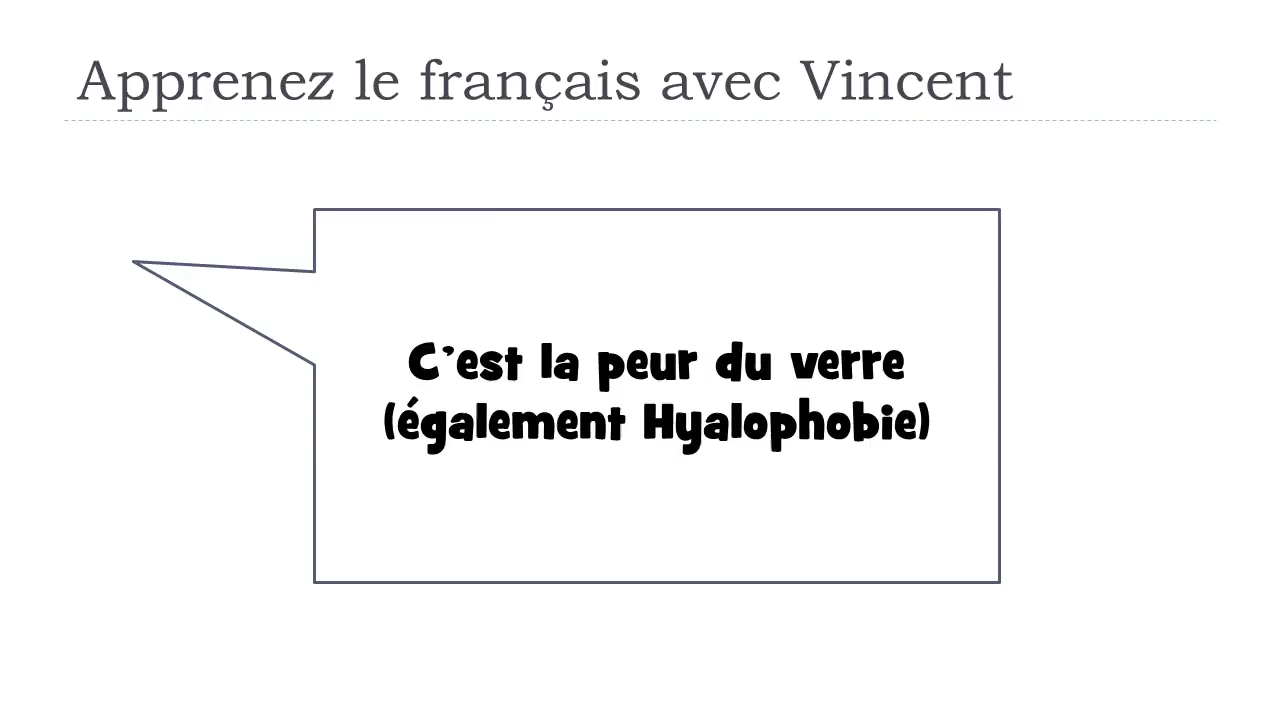 Apprenez le français avec Vincent
C’est la peur du verre
(également Hyalophobie)